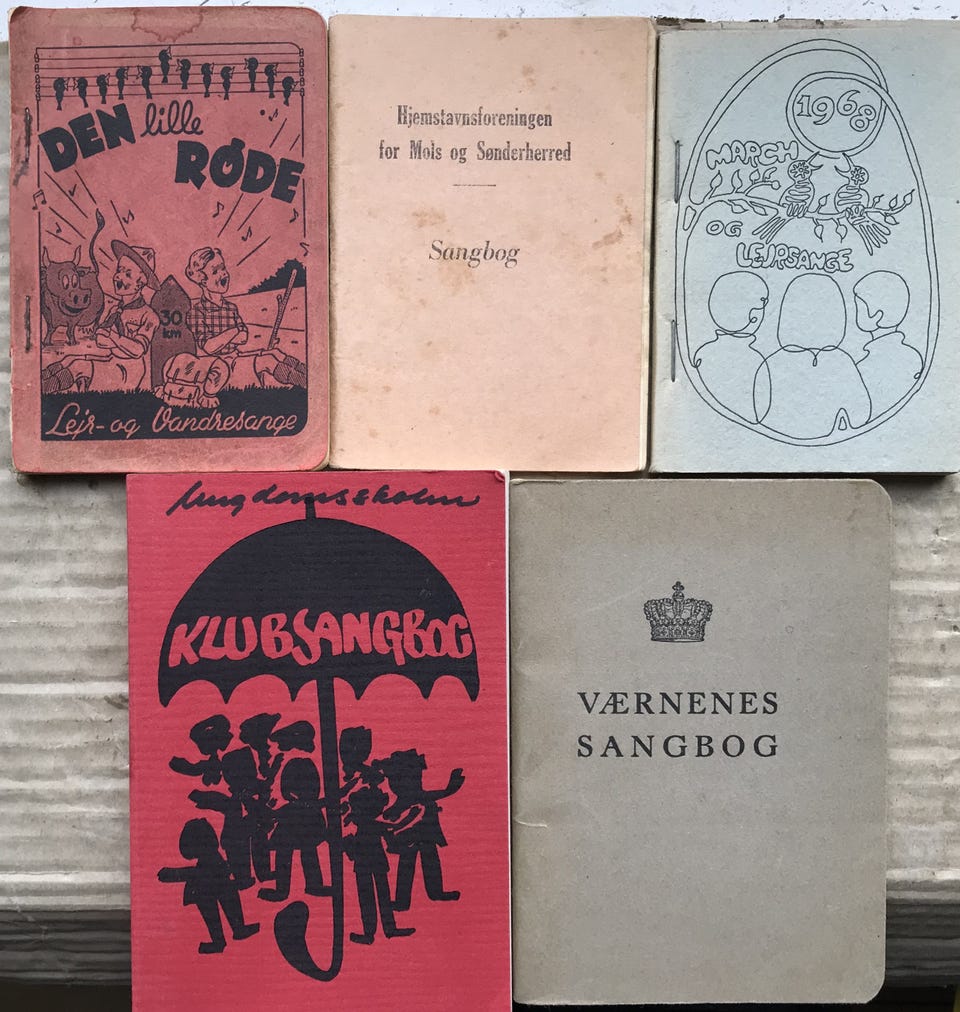 DEN lille
RØDE
30
km
Lejr- og Vandresange
Hjemstavnsforeningen
for Mols og Sønderherred
Sangbog
1968
MARCH
OG
LEJRSANGE
Ungdomsskolen
KLUBSANGBOG
VÆRNENES
SANGBOG